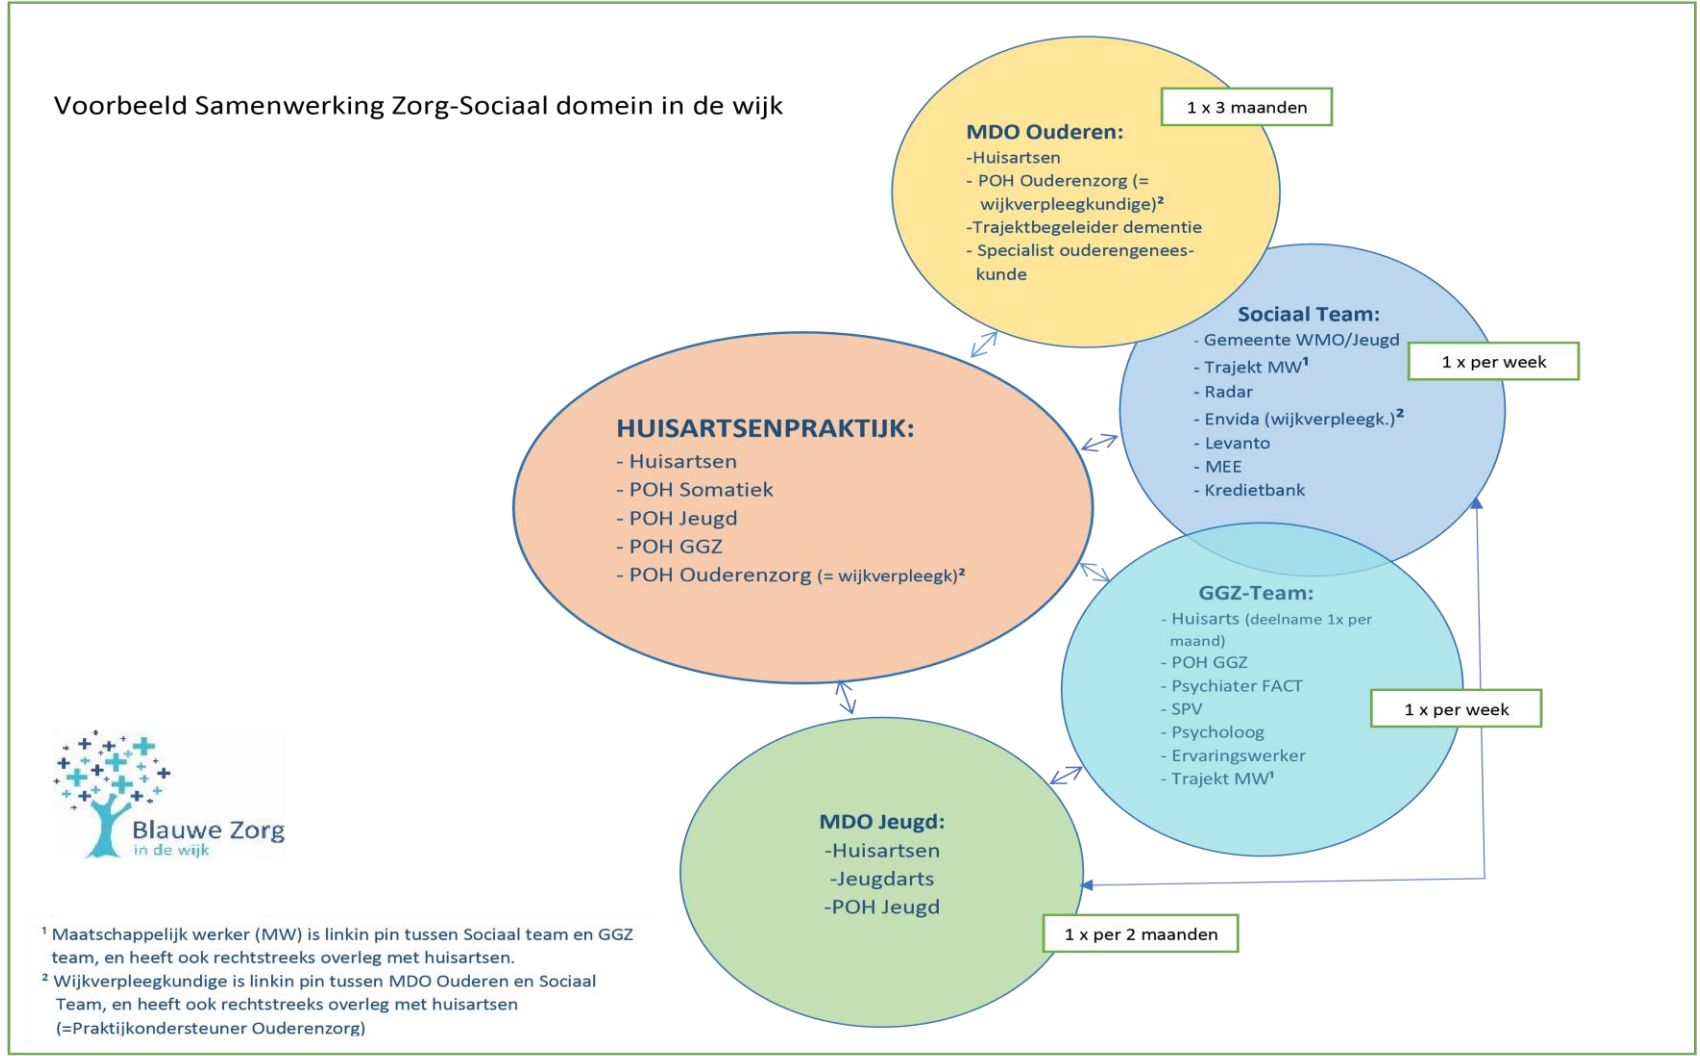 Voorbeeld Samenwerking Zorg-Sociaal domein in de wijk
1 x 3 maanden
MDO Ouderen:
-Huisartsen
- POH Ouderenzorg (=
wijkverpleegkundige)²
-Trajektbegeleider dementie
- Specialist ouderengenees-
kunde
Sociaal Team:
- Gemeente WMO/Jeugd
- Trajekt MW¹
- Radar
- Envida (wijkverpleegk.)²
- Levanto
- MEE
- Kredietbank
1 x per week
HUISARTSENPRAKTIJK:
- Huisartsen
- POH Somatiek
- POH Jeugd
- POH GGZ
- POH Ouderenzorg (= wijkverpleegk)²
GGZ-Team:
- Huisarts (deelname 1x per
maand)
- POH GGZ
- Psychiater FACT
- SPV
- Psycholoog
- Ervaringswerker
- Trajekt MW¹
1 x per week
MDO Jeugd:
-Huisartsen
-Jeugdarts
-POH Jeugd
1 x per 2 maanden
Blauwe Zorg
in de wijk
¹ Maatschappelijk werker (MW) is linkin pin tussen Sociaal team en GGZ
team, en heeft ook rechtstreeks overleg met huisartsen.
² Wijkverpleegkundige is linkin pin tussen MDO Ouderen en Sociaal
Team, en heeft ook rechtstreeks overleg met huisartsen
(=Praktijkondersteuner Ouderenzorg)